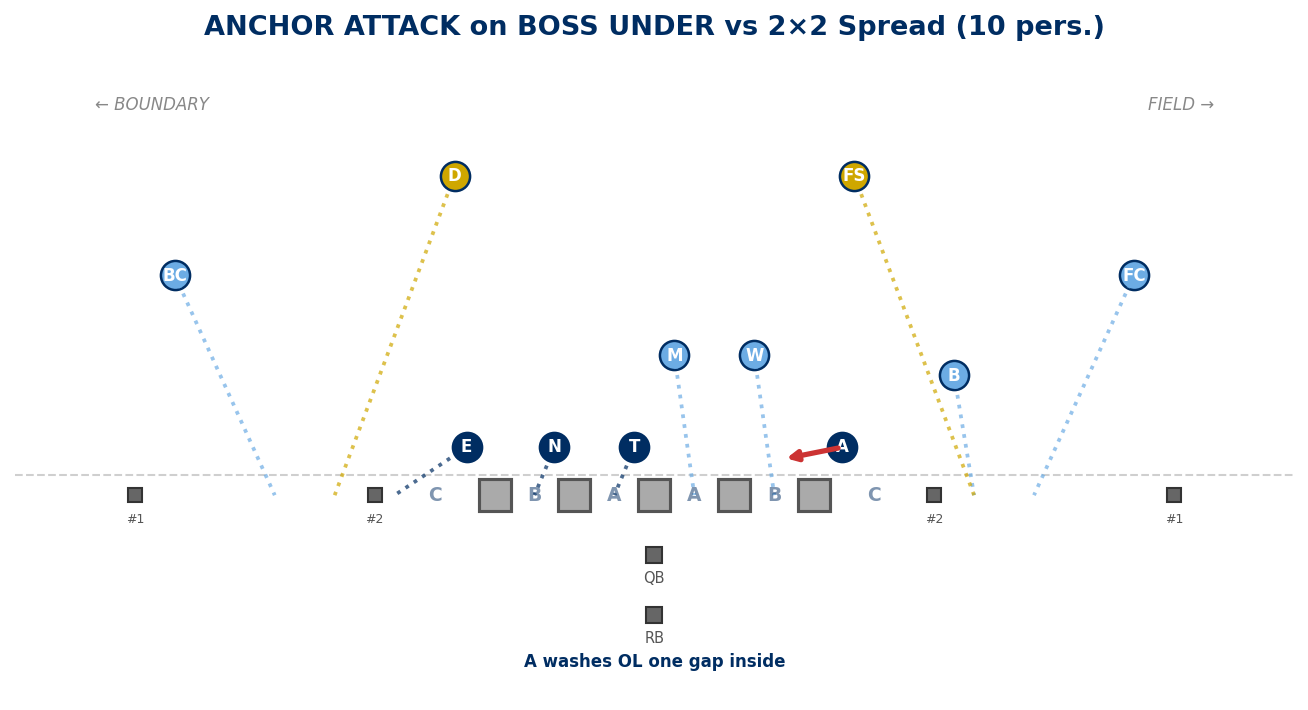 ANCHOR ATTACK on BOSS UNDER vs 2×2 Spread (10 pers.)
← BOUNDARY
FIELD →
D
FS
BC
FC
M
W
B
E
N
T
A
C
B
A
A
B
C
#1
#2
#2
#1
QB
RB
A washes OL one gap inside